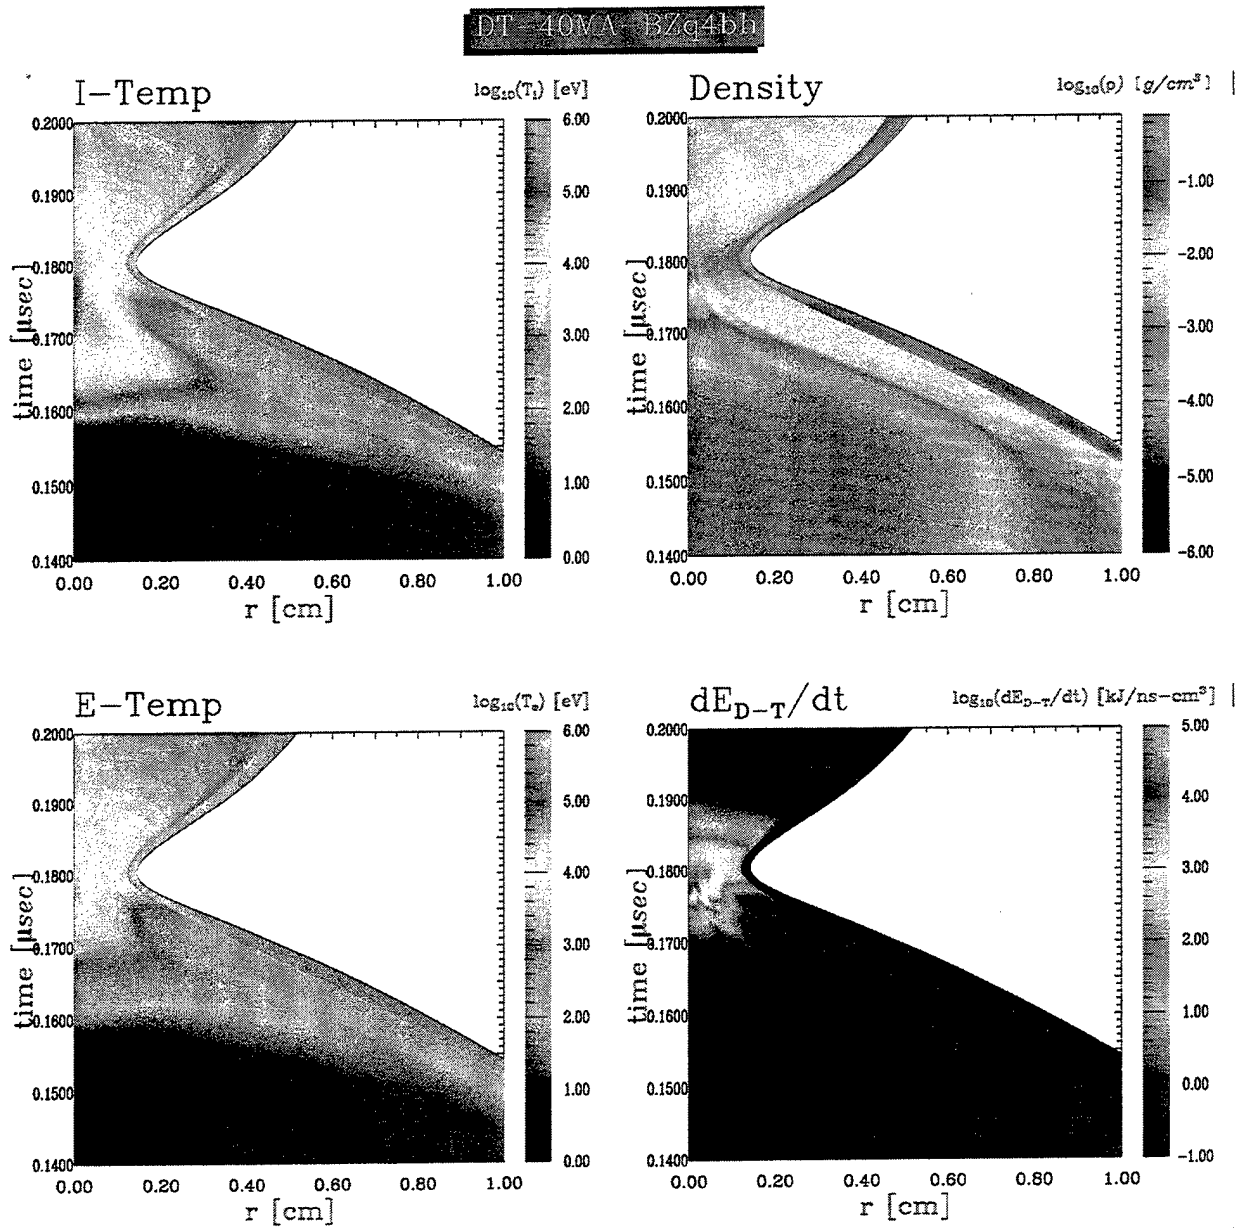 DT-40VA-BZq4bh
I-Temp
log₁₀(Tᵢ) [eV]
0.2000
0.1900
0.1800
0.1700
0.1600
0.1500
0.1400
time [μsec]
0.00 0.20 0.40 0.60 0.80 1.00
r [cm]
6.00
5.00
4.00
3.00
2.00
1.00
0.00
Density
log₁₀(ρ) [g/cm³]
0.2000
0.1900
0.1800
0.1700
0.1600
0.1500
0.1400
time [μsec]
0.00 0.20 0.40 0.60 0.80 1.00
r [cm]
-1.00
-2.00
-3.00
-4.00
-5.00
-6.00
E-Temp
log₁₀(Tₑ) [eV]
0.2000
0.1900
0.1800
0.1700
0.1600
0.1500
0.1400
time [μsec]
0.00 0.20 0.40 0.60 0.80 1.00
r [cm]
6.00
5.00
4.00
3.00
2.00
1.00
0.00
dE_D-T/dt
log₁₀(dE_D-T/dt) [kJ/ns-cm³]
0.2000
0.1900
0.1800
0.1700
0.1600
0.1500
0.1400
time [μsec]
0.00 0.20 0.40 0.60 0.80 1.00
r [cm]
5.00
4.00
3.00
2.00
1.00
0.00
-1.00